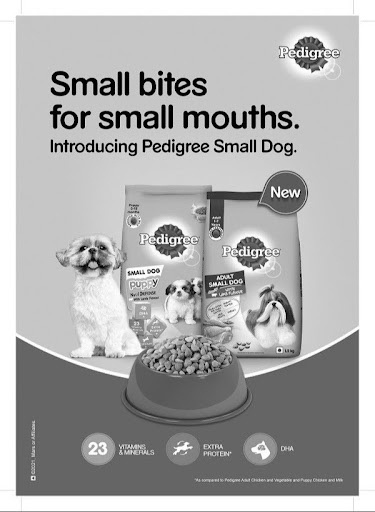 Pedigree
Small bites
for small mouths.
Introducing Pedigree Small Dog.
New
Pedigree
SMALL DOG
puppy
Pedigree
ADULT
SMALL DOG
23
VITAMINS
& MINERALS
EXTRA
PROTEIN*
DHA
©2021. Mars or Affiliates.
*As compared to Pedigree Adult Chicken and Vegetable and Puppy Chicken and Milk